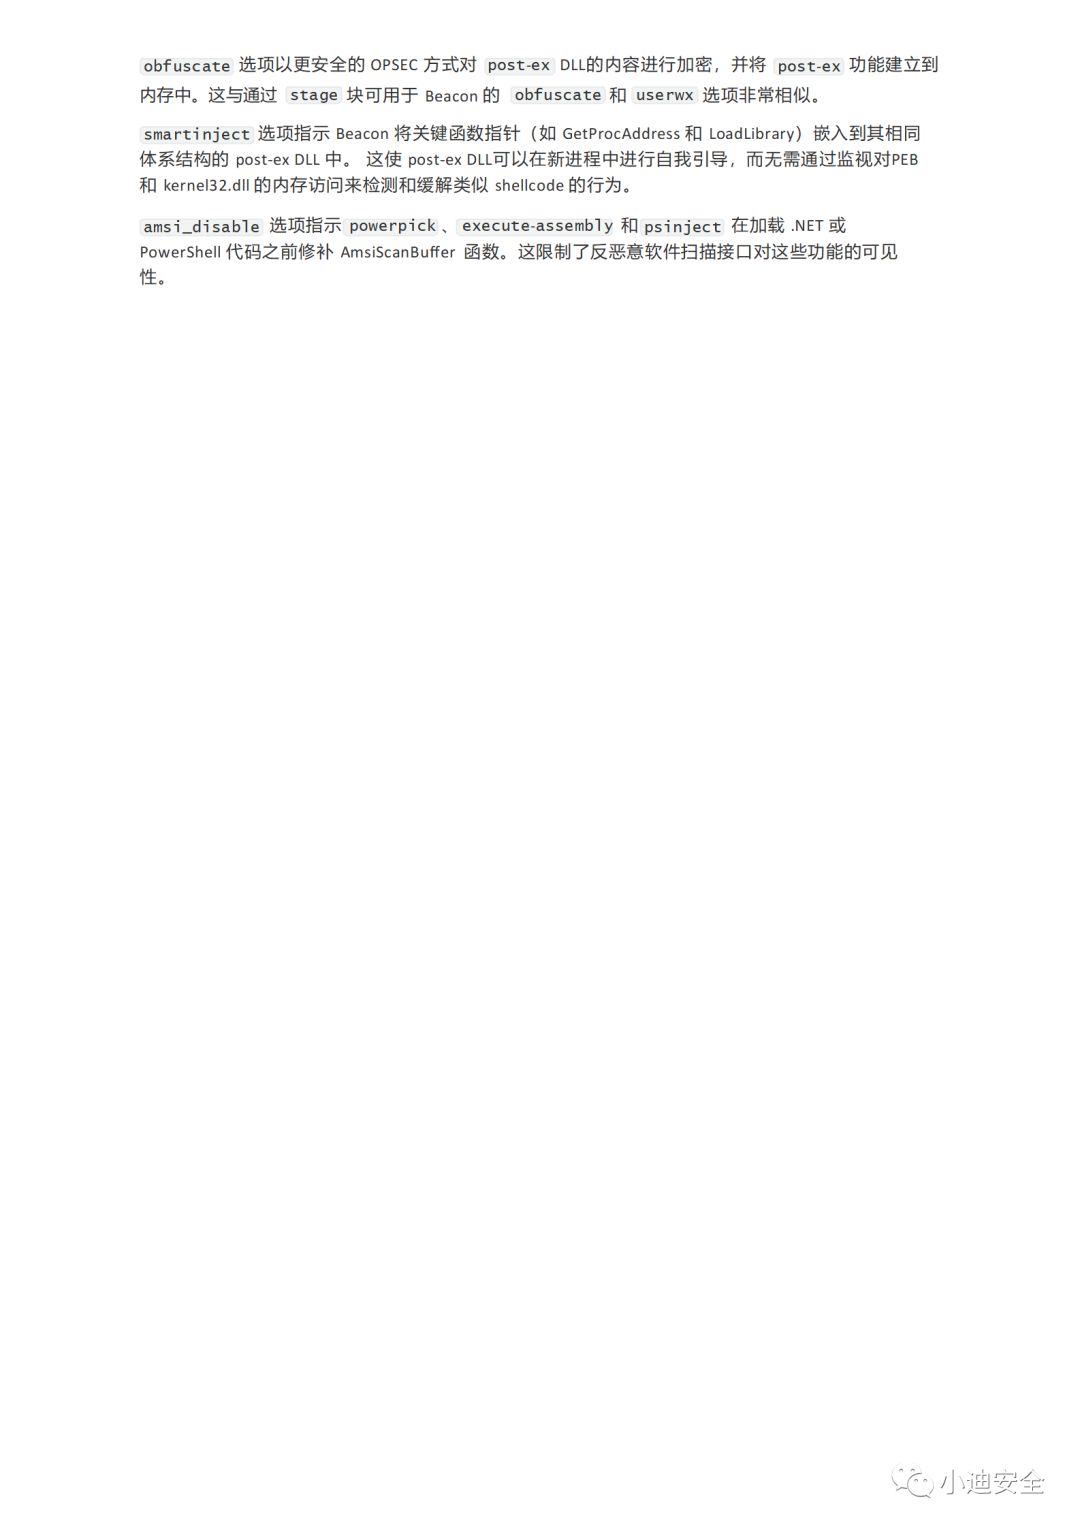 obfuscate 选项以更安全的 OPSEC 方式对 post-ex DLL的内容进行加密，并将 post-ex 功能建立到
内存中。这与通过 stage 块可用于 Beacon 的 obfuscate 和 userwx 选项非常相似。
smartinject 选项指示 Beacon 将关键函数指针（如 GetProcAddress 和 LoadLibrary）嵌入到其相同
体系结构的 post-ex DLL 中。 这使 post-ex DLL可以在新进程中进行自我引导，而无需通过监视对PEB
和 kernel32.dll 的内存访问来检测和缓解类似 shellcode 的行为。
amsi_disable 选项指示 powerpick 、 execute-assembly 和 psinject 在加载 .NET 或
PowerShell 代码之前修补 AmsiScanBuffer 函数。这限制了反恶意软件扫描接口对这些功能的可见
性。
小迪安全